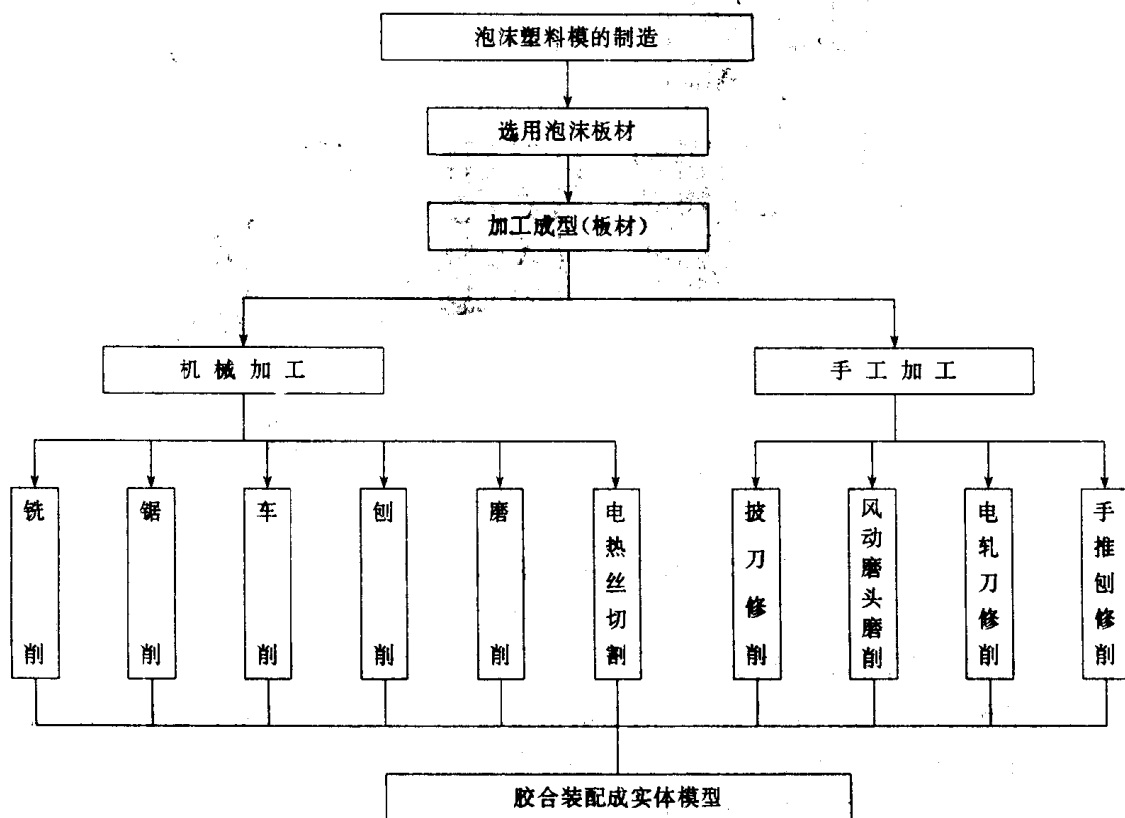 泡沫塑料模的制造
选用泡沫板材
加工成型(板材)
机械加工
手工加工
铣削
锯削
车削
刨削
磨削
电热丝切割
披刀修削
风动磨头磨削
电轧刀修削
手推刨修削
胶合装配成实体模型